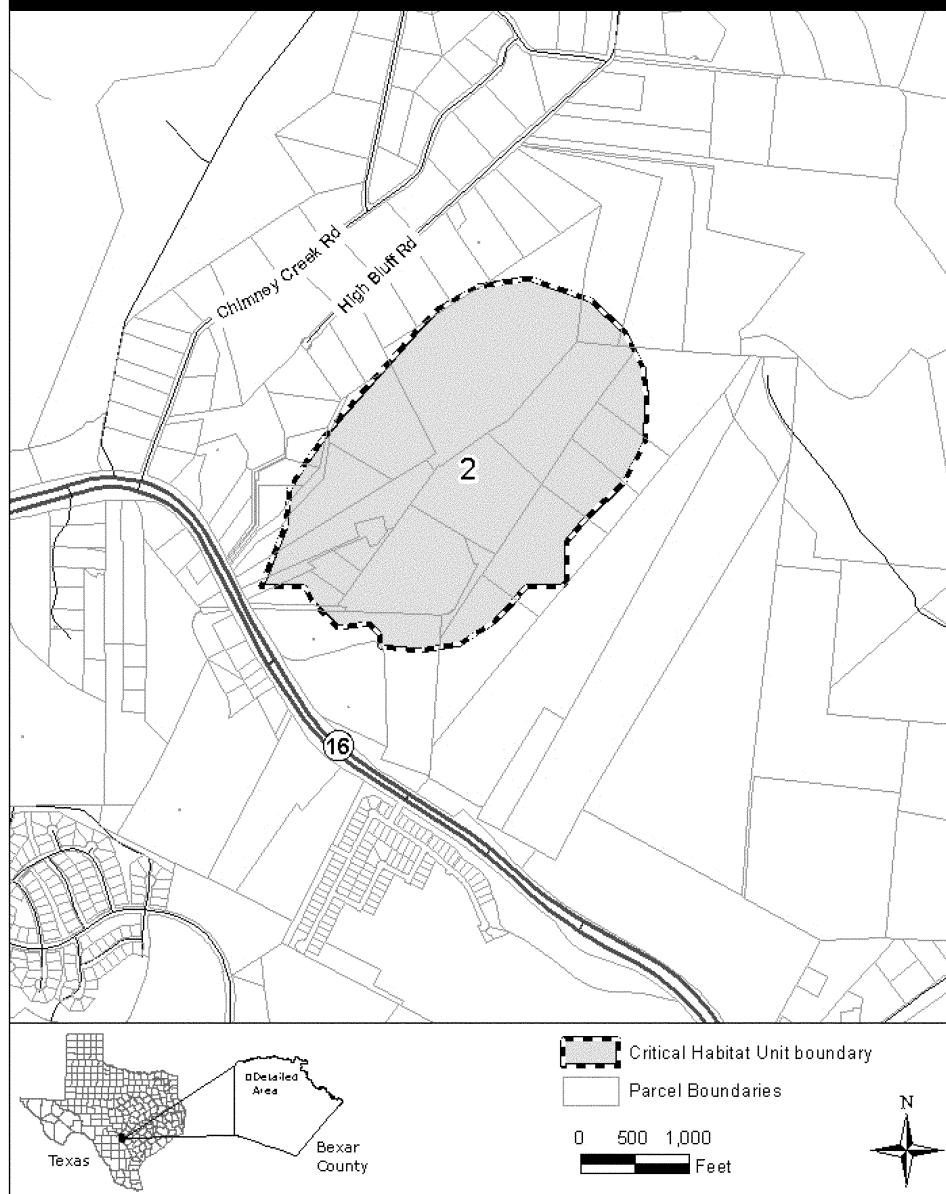 Chimney Creek Rd
High Bluff Rd
2
16
Detailed
Area
Texas
Bexar
County
Critical Habitat Unit boundary
Parcel Boundaries
0 500 1,000
Feet
N